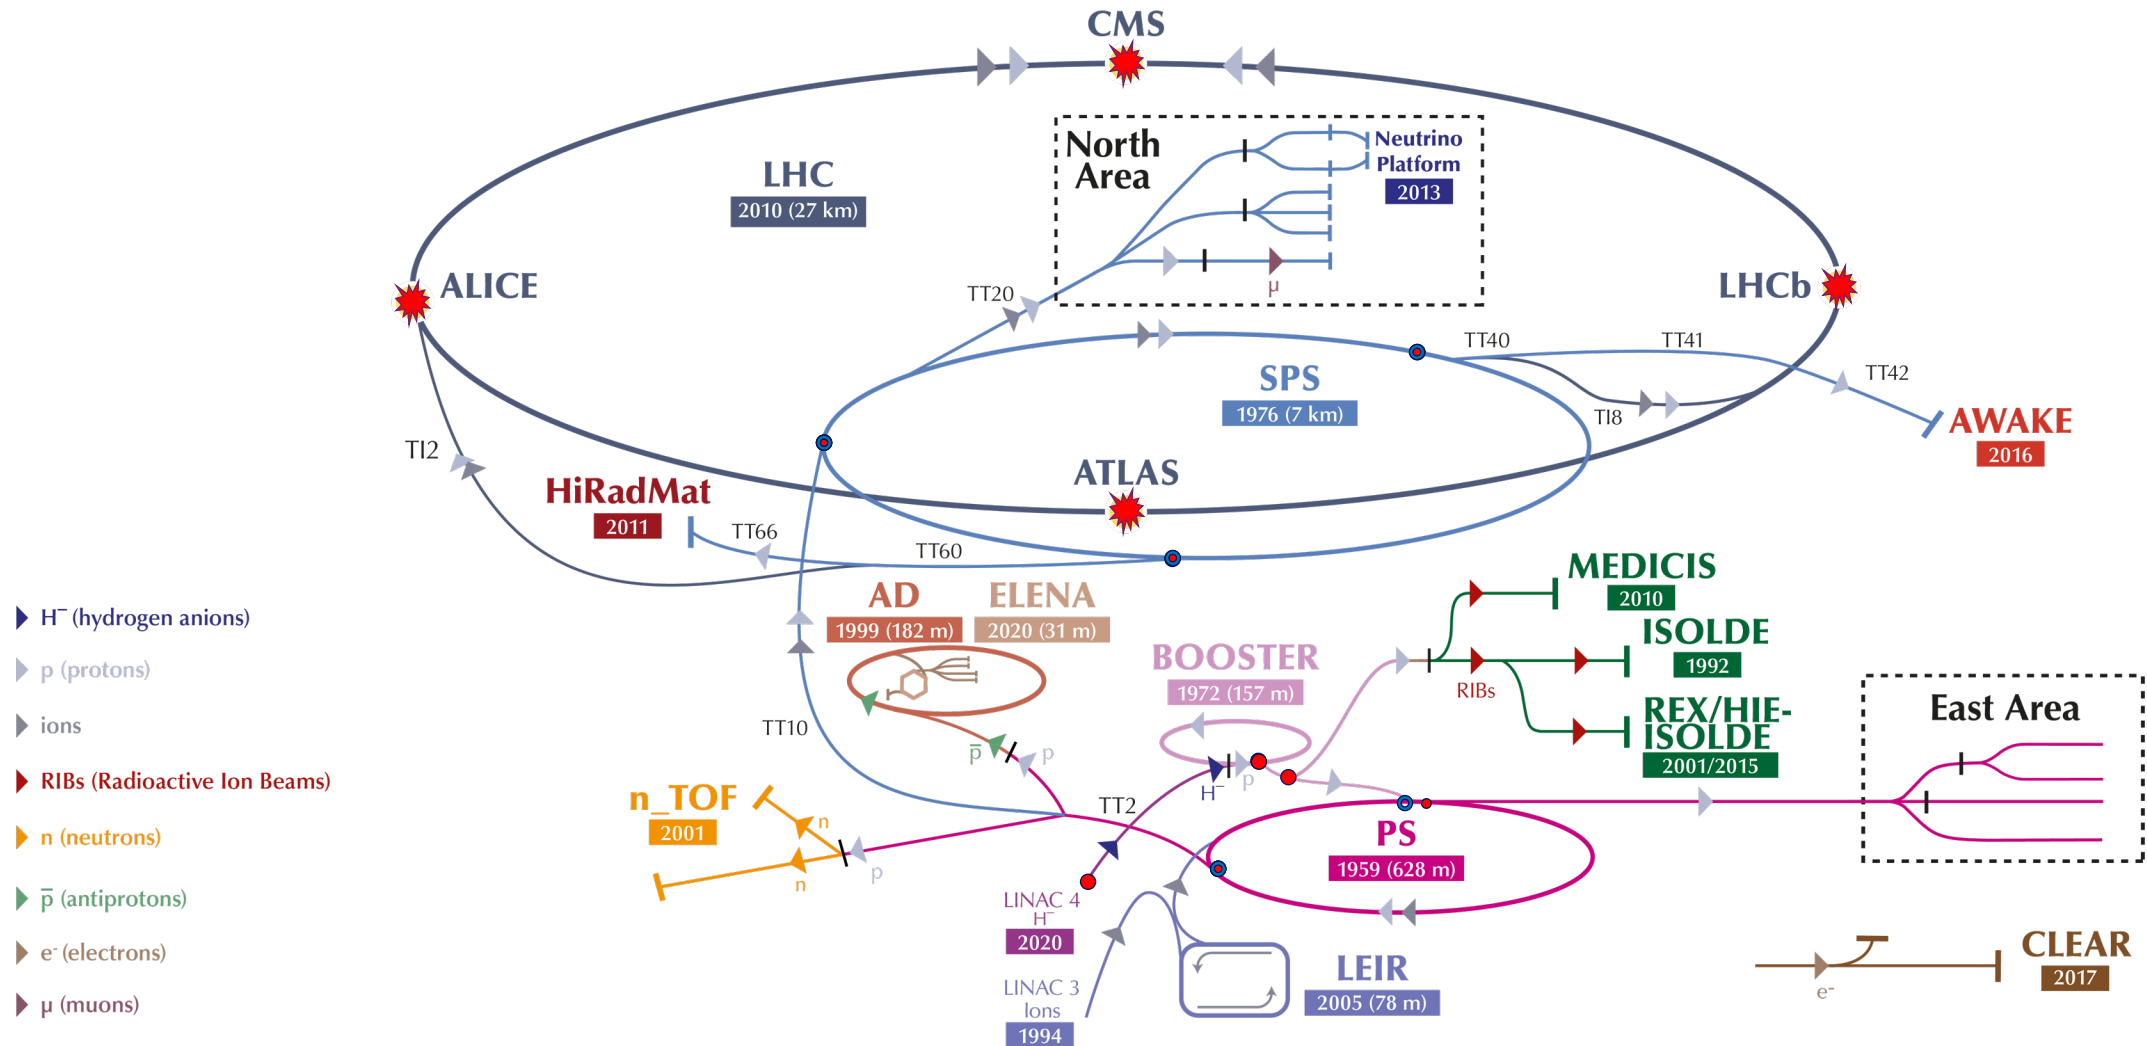 CMS
North
Area
Neutrino
Platform
2013
LHC
2010 (27 km)
μ
ALICE
LHCb
TT20
TT40
TT41
TT42
SPS
1976 (7 km)
TI8
AWAKE
2016
TI2
ATLAS
HiRadMat
2011
TT66
TT60
MEDICIS
2010
AD
1999 (182 m)
ELENA
2020 (31 m)
H⁻ (hydrogen anions)
p (protons)
ions
RIBs (Radioactive Ion Beams)
n (neutrons)
p̅ (antiprotons)
e⁻ (electrons)
μ (muons)
BOOSTER
1972 (157 m)
ISOLDE
1992
RIBs
REX/HIE-
ISOLDE
2001/2015
East Area
TT10
p̅
p
H⁻
p
TT2
n_TOF
2001
n
n
p
PS
1959 (628 m)
LINAC 4
H⁻
2020
LINAC 3
Ions
1994
LEIR
2005 (78 m)
CLEAR
2017
e⁻